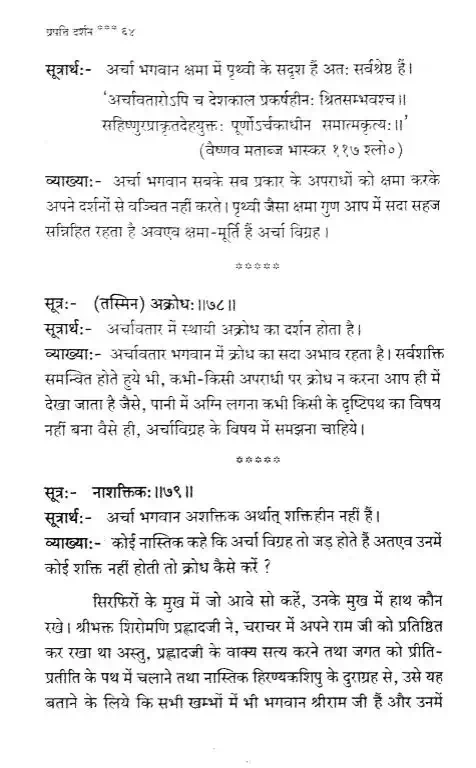 प्रपत्ति दर्शन *** ६४
सूत्रार्थ:- अर्चा भगवान क्षमा में पृथ्वी के सदृश हैं अत: सर्वश्रेष्ठ हैं।
‘अर्चावतारोऽपि च देशकाल प्रकर्षहीन: श्रितसम्भवश्च॥
सहिष्णुरप्राकृतदेहयुक्त: पूर्णोऽर्चकाधीन समात्मकृत्य:॥’
(वैष्णव मताब्ज भास्कर ११७ श्लो०)
व्याख्या:- अर्चा भगवान सबके सब प्रकार के अपराधों को क्षमा करके
अपने दर्शनों से वञ्चित नहीं करते। पृथ्वी जैसा क्षमा गुण आप में सदा सहज
सन्निहित रहता है अवएव क्षमा-मूर्ति हैं अर्चा विग्रह।
*****
सूत्र:- (तस्मिन) अक्रोध:॥७८॥
सूत्रार्थ:- अर्चावतार में स्थायी अक्रोध का दर्शन होता है।
व्याख्या:- अर्चावतार भगवान में क्रोध का सदा अभाव रहता है। सर्वशक्ति
समन्वित होते हुये भी, कभी-किसी अपराधी पर क्रोध न करना आप ही में
देखा जाता है जैसे, पानी में अग्नि लगना कभी किसी के दृष्टिपथ का विषय
नहीं बना वैसे ही, अर्चाविग्रह के विषय में समझना चाहिये।
*****
सूत्र:- नाशक्तिक:॥७९॥
सूत्रार्थ:- अर्चा भगवान अशक्तिक अर्थात् शक्तिहीन नहीं हैं।
व्याख्या:- कोई नास्तिक कहे कि अर्चा विग्रह तो जड़ होते हैं अतएव उनमें
कोई शक्ति नहीं होती तो क्रोध कैसे करें ?
सिरफिरों के मुख में जो आवे सो कहें, उनके मुख में हाथ कौन
रखे। श्रीभक्त शिरोमणि प्रह्लादजी ने, चराचर में अपने राम जी को प्रतिष्ठित
कर रखा था अस्तु, प्रह्लादजी के वाक्य सत्य करने तथा जगत को प्रीति-
प्रतीति के पथ में चलाने तथा नास्तिक हिरण्यकशिपु के दुराग्रह से, उसे यह
बताने के लिये कि सभी खम्भों में भी भगवान श्रीराम जी हैं और उनमें